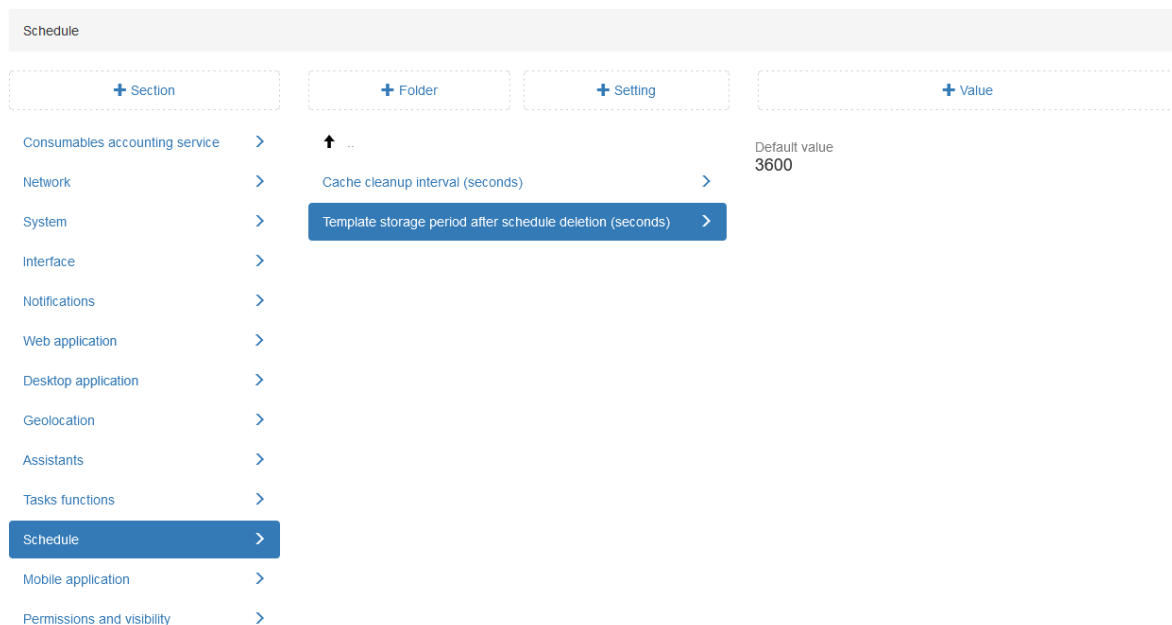 Schedule
+ Section
+ Folder
+ Setting
+ Value
Consumables accounting service
Network
System
Interface
Notifications
Web application
Desktop application
Geolocation
Assistants
Tasks functions
Schedule
Mobile application
Permissions and visibility
..
Cache cleanup interval (seconds)
Template storage period after schedule deletion (seconds)
Default value
3600